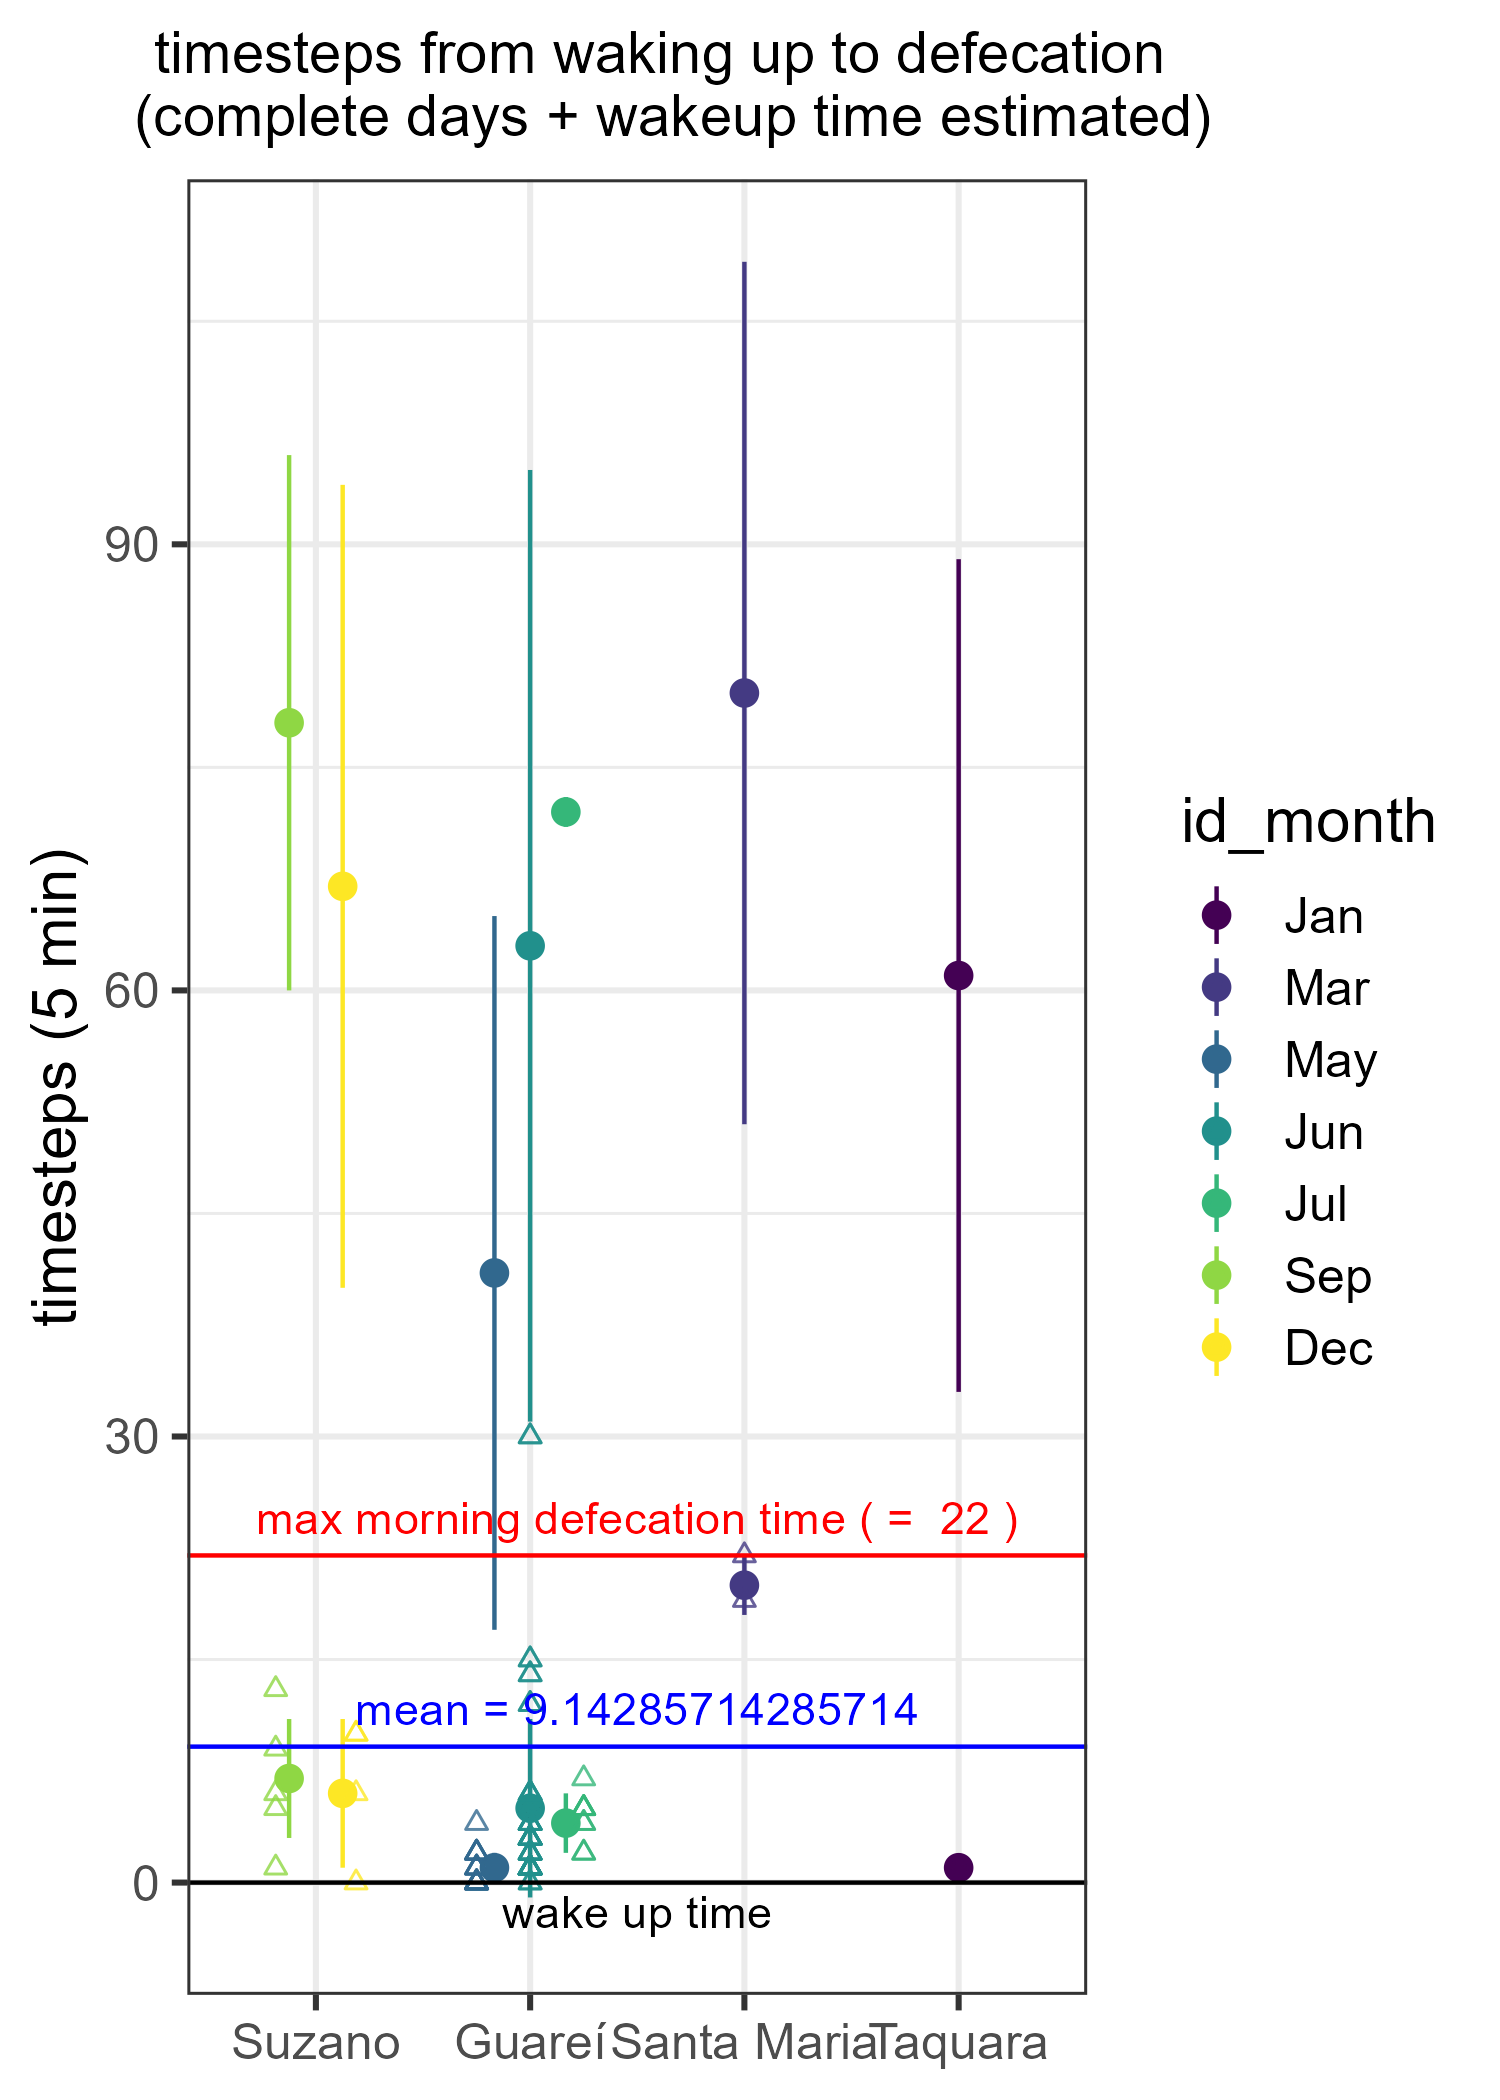 timesteps from waking up to defecation
(complete days + wakeup time estimated)
timesteps (5 min)
90
60
30
0
max morning defecation time ( =  22 )
mean = 9.14285714285714
wake up time
Suzano
Guareí
Santa Maria
Taquara
id_month
Jan
Mar
May
Jun
Jul
Sep
Dec